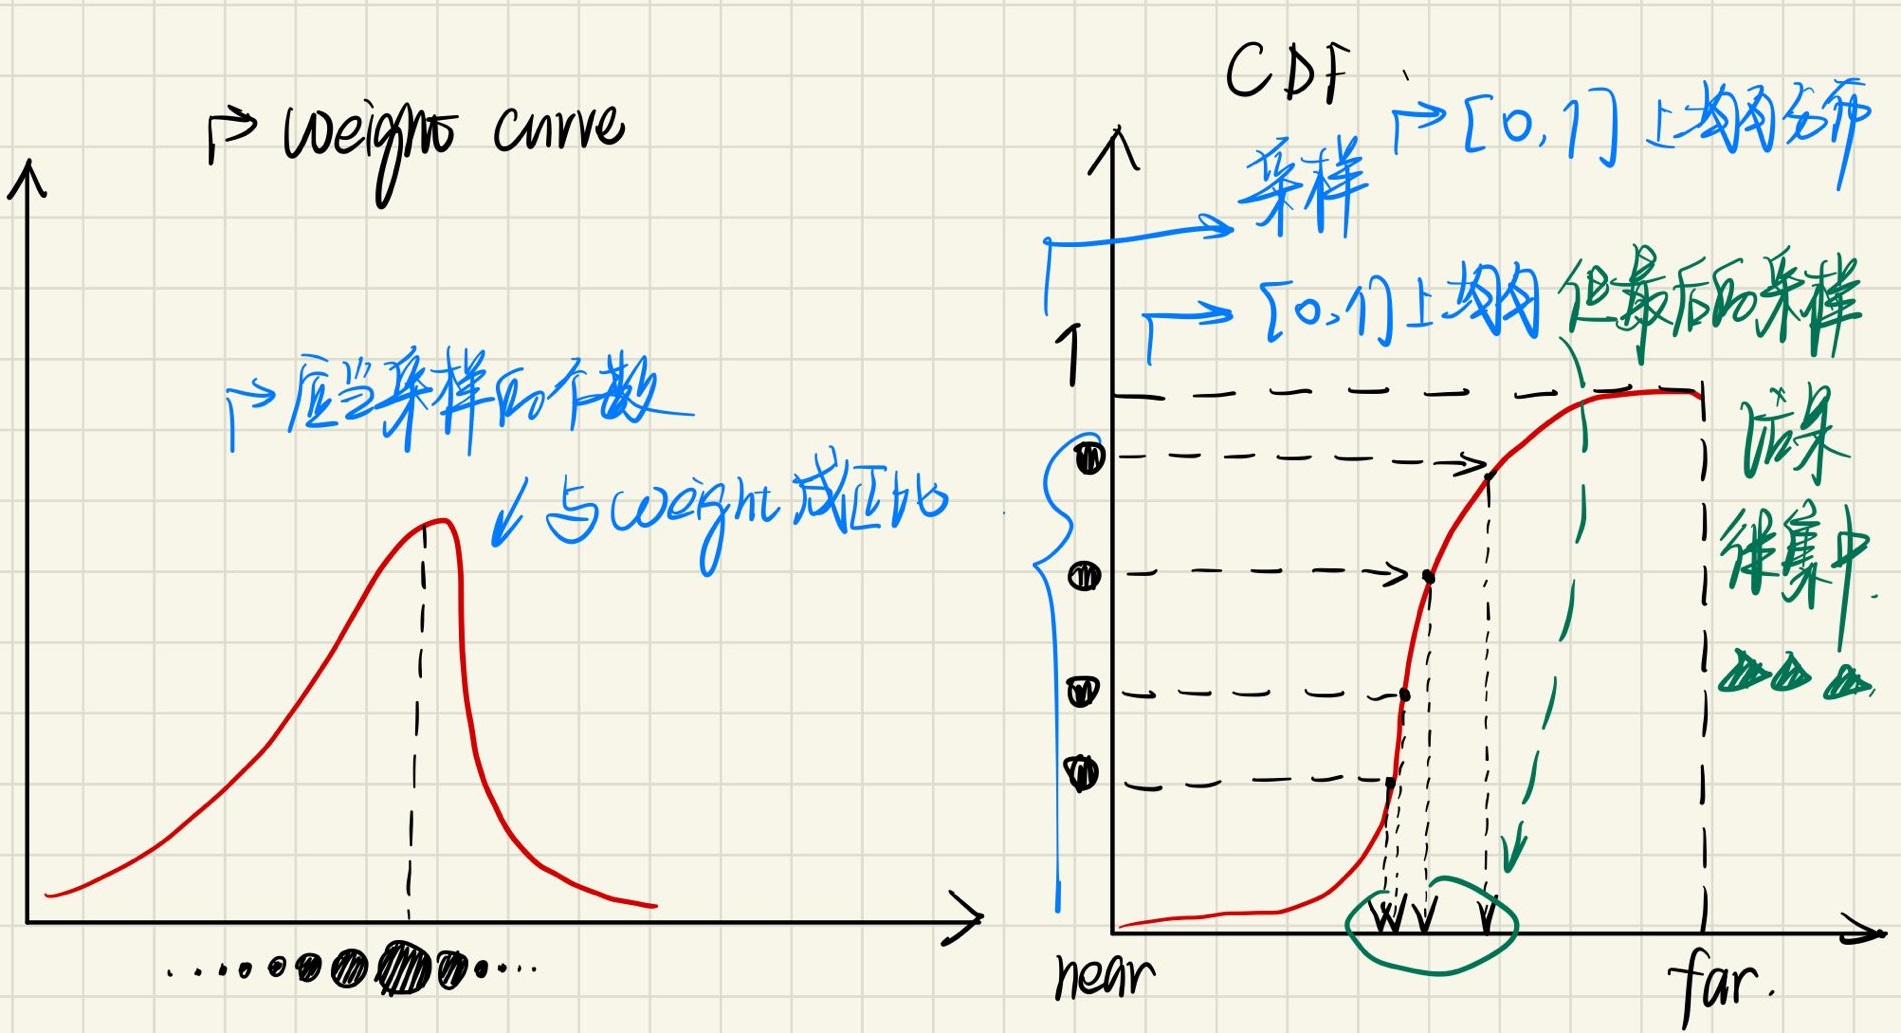 weight curve
应当采样的个数
与weight成正比
CDF
[0,1]上均匀分布
采样
[0,1]上均匀
1
但最后的采样
结果
很集中.
near
far.